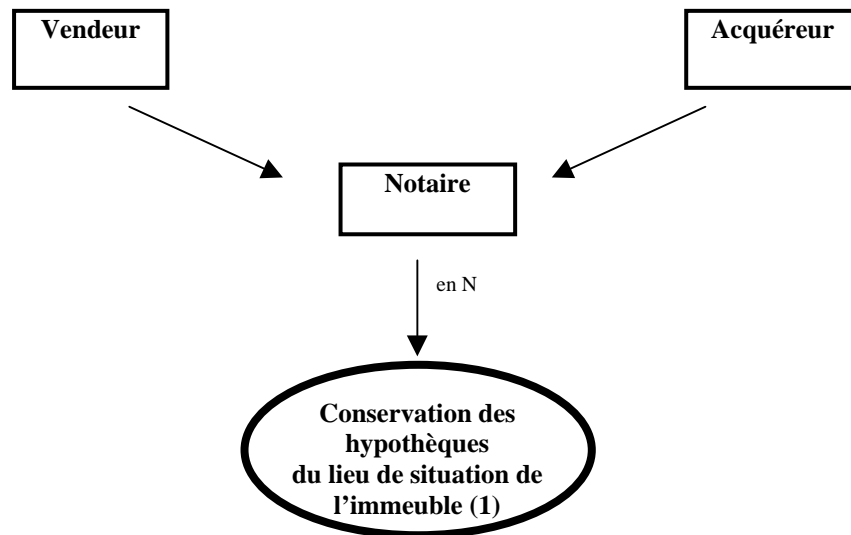 Vendeur
Acquéreur
Notaire
en N
Conservation des
hypothèques
du lieu de situation de
l’immeuble (1)